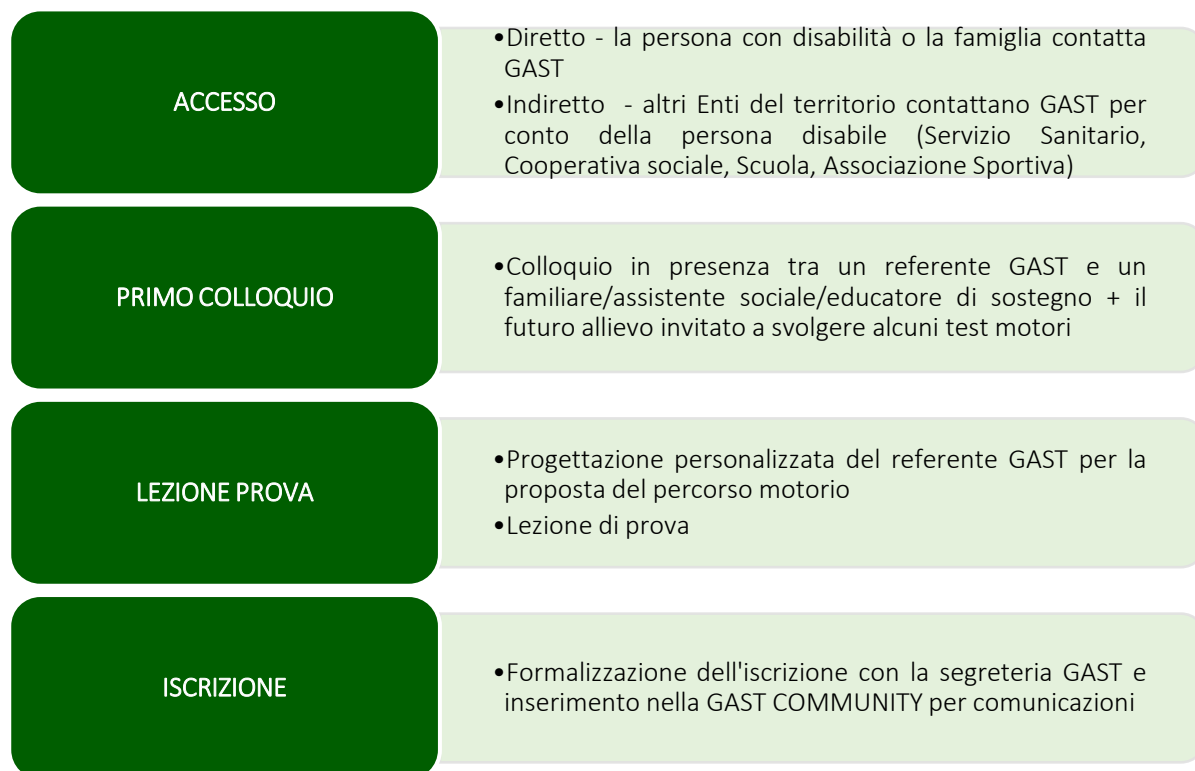 ACCESSO
•Diretto - la persona con disabilità o la famiglia contatta
GAST
•Indiretto - altri Enti del territorio contattano GAST per
conto della persona disabile (Servizio Sanitario,
Cooperativa sociale, Scuola, Associazione Sportiva)
PRIMO COLLOQUIO
•Colloquio in presenza tra un referente GAST e un
familiare/assistente sociale/educatore di sostegno + il
futuro allievo invitato a svolgere alcuni test motori
LEZIONE PROVA
•Progettazione personalizzata del referente GAST per la
proposta del percorso motorio
•Lezione di prova
ISCRIZIONE
•Formalizzazione dell'iscrizione con la segreteria GAST e
inserimento nella GAST COMMUNITY per comunicazioni